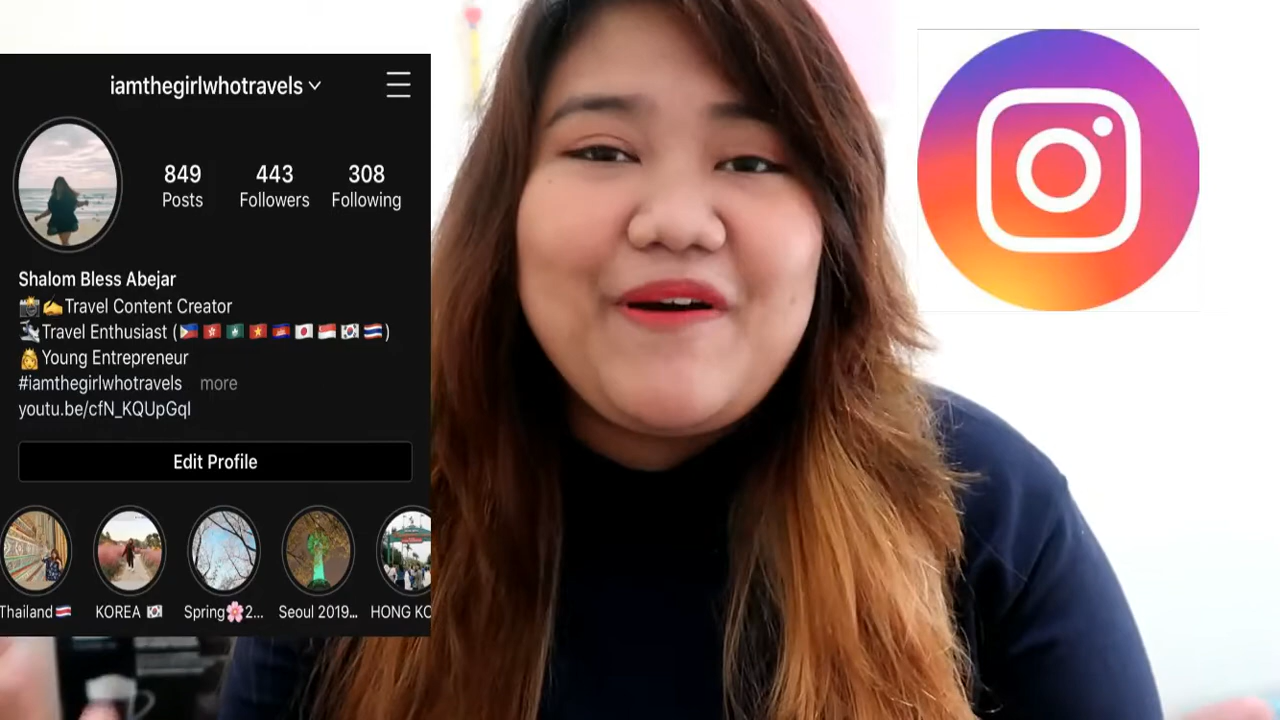 iamthegirlwhotravels
849 443 308
Posts Followers Following
Shalom Bless Abejar
📸✍️Travel Content Creator
🛫Travel Enthusiast (🇵🇭🇭🇰🇲🇴🇻🇳🇰🇭🇯🇵🇸🇬🇰🇷🇹🇭)
👸Young Entrepreneur
#iamthegirlwhotravels more
youtu.be/cfN_KQUpGqI
Edit Profile
Thailand🇹🇭 KOREA 🇰🇷 Spring🌸2... Seoul 2019... HONG KO